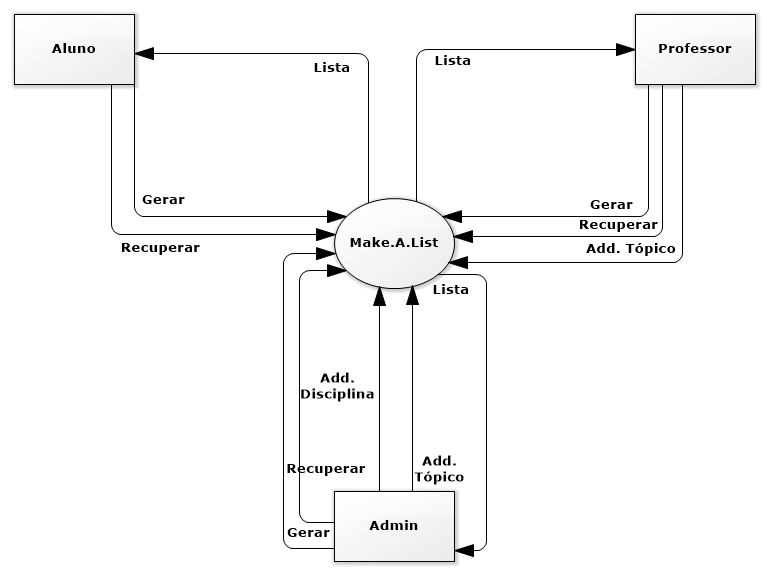 Aluno
Professor
Lista
Lista
Gerar
Gerar
Recuperar
Recuperar
Make.A.List
Add. Tópico
Lista
Add.
Disciplina
Recuperar
Add.
Tópico
Gerar
Admin